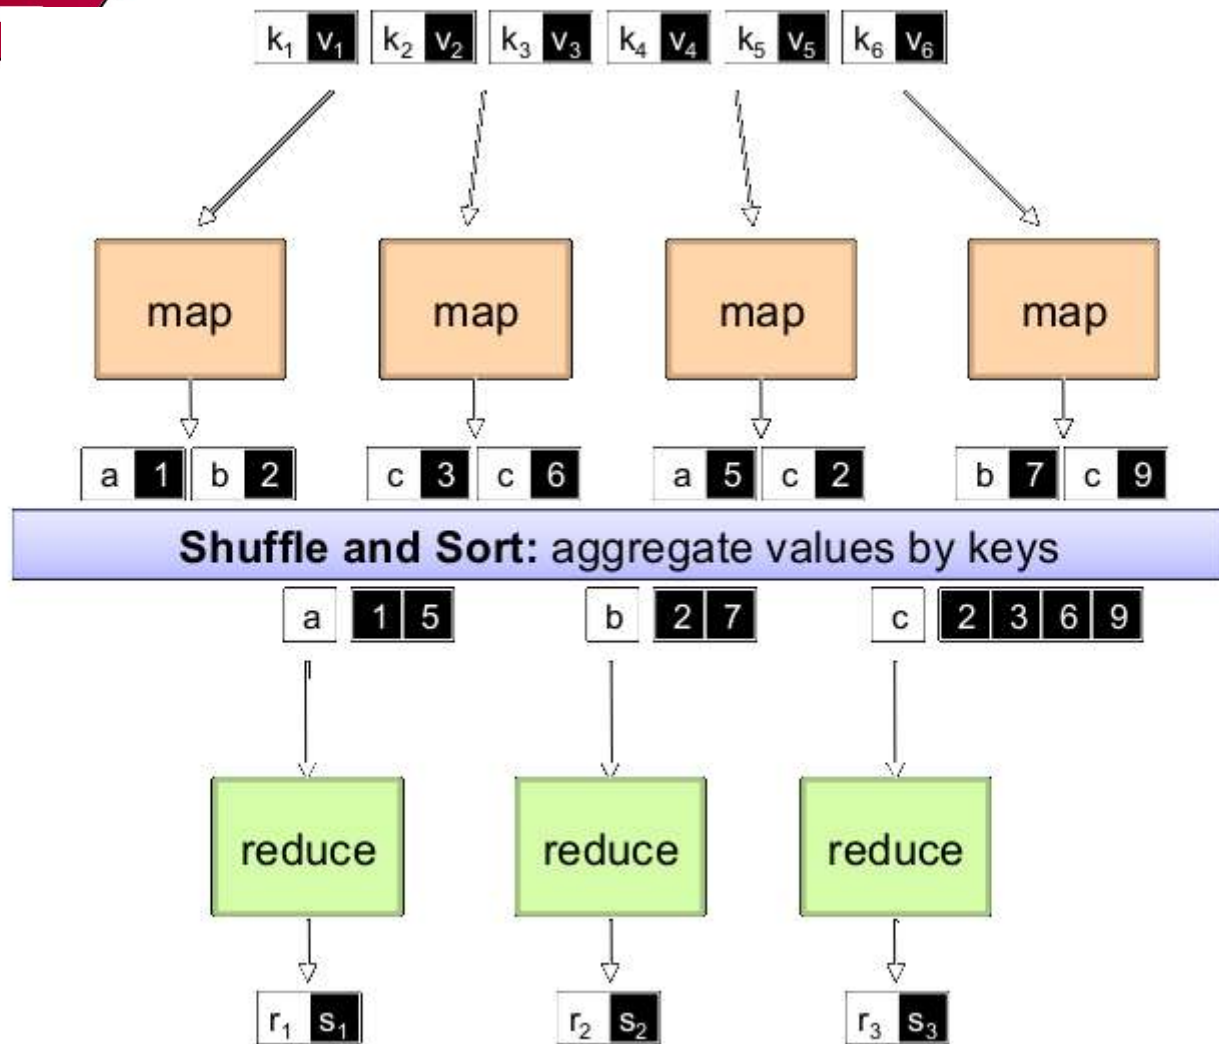 k₁ v₁ k₂ v₂ k₃ v₃ k₄ v₄ k₅ v₅ k₆ v₆
map map map map
a 1 b 2 c 3 c 6 a 5 c 2 b 7 c 9
Shuffle and Sort: aggregate values by keys
a 1 5 b 2 7 c 2 3 6 9
reduce reduce reduce
r₁ s₁ r₂ s₂ r₃ s₃